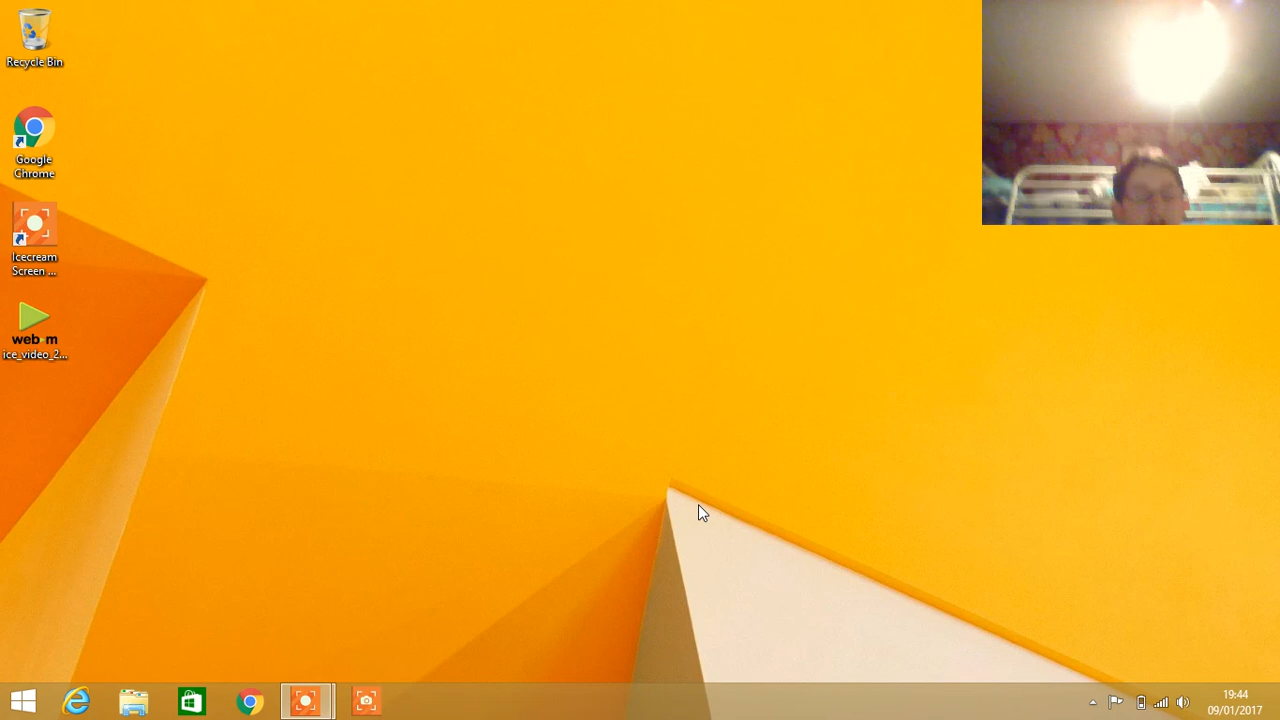 Recycle Bin
Google
Chrome
Icecream
Screen ...
web m
ice_video_2...
19:44
09/01/2017